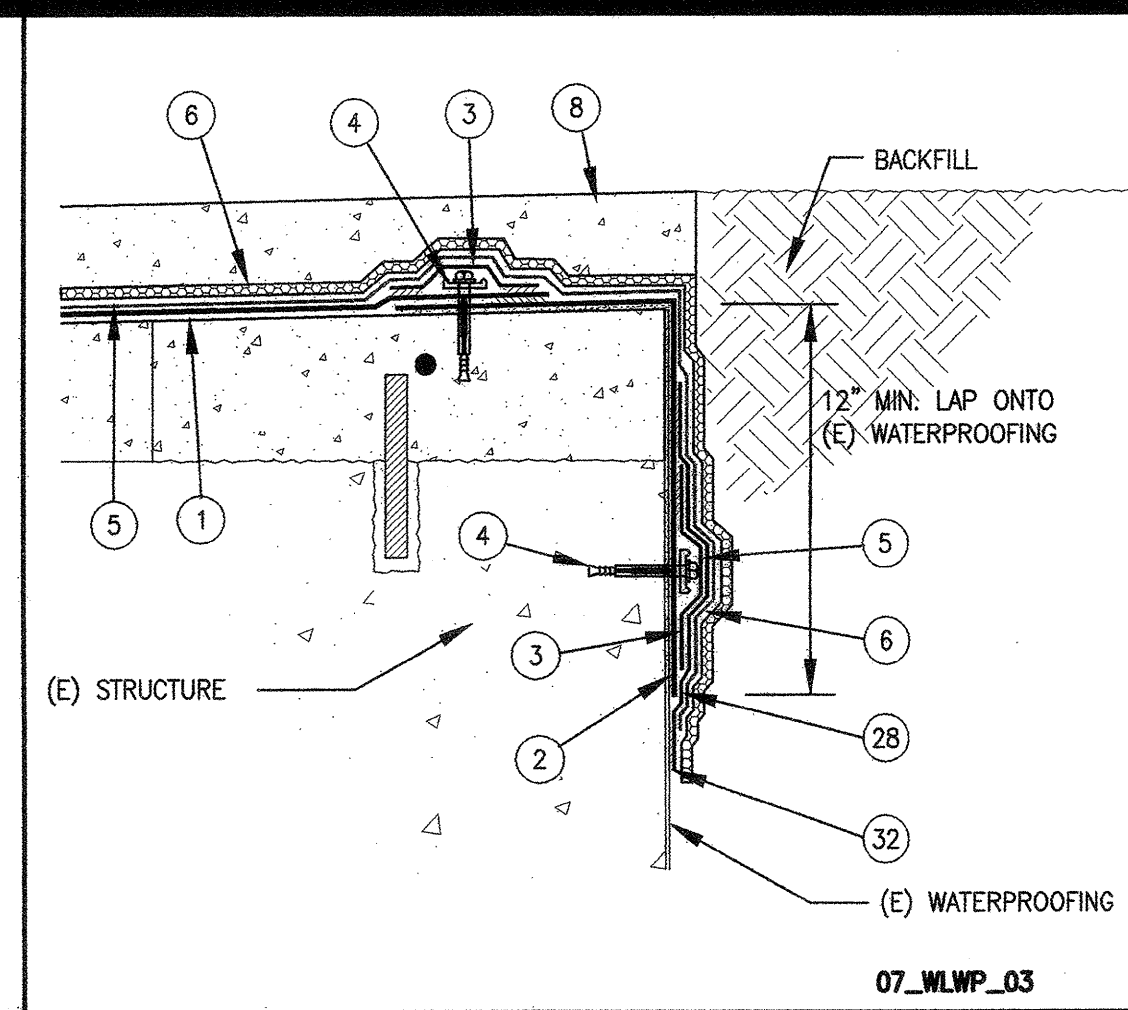 6
4
3
8
BACKFILL
12" MIN. LAP ONTO
(E) WATERPROOFING
5
1
4
5
3
6
(E) STRUCTURE
2
28
32
(E) WATERPROOFING
07_WLWP_03